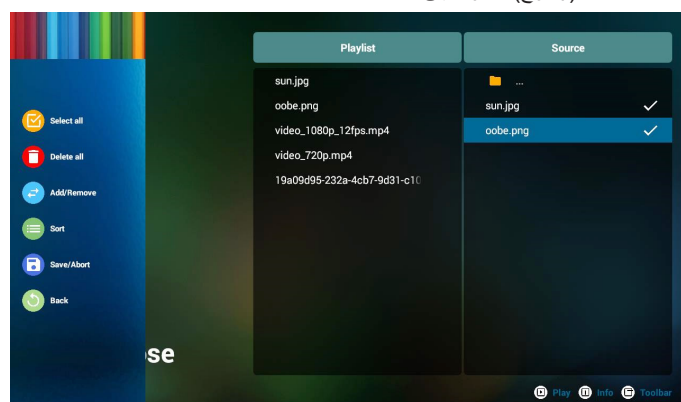 Select all
Delete all
Add/Remove
Sort
Save/Abort
Back
ose
Playlist
sun.jpg
oobe.png
video_1080p_12fps.mp4
video_720p.mp4
19a09d95-232a-4cb7-9d31-c10
Source
...
sun.jpg
oobe.png
Play Info Toolbar